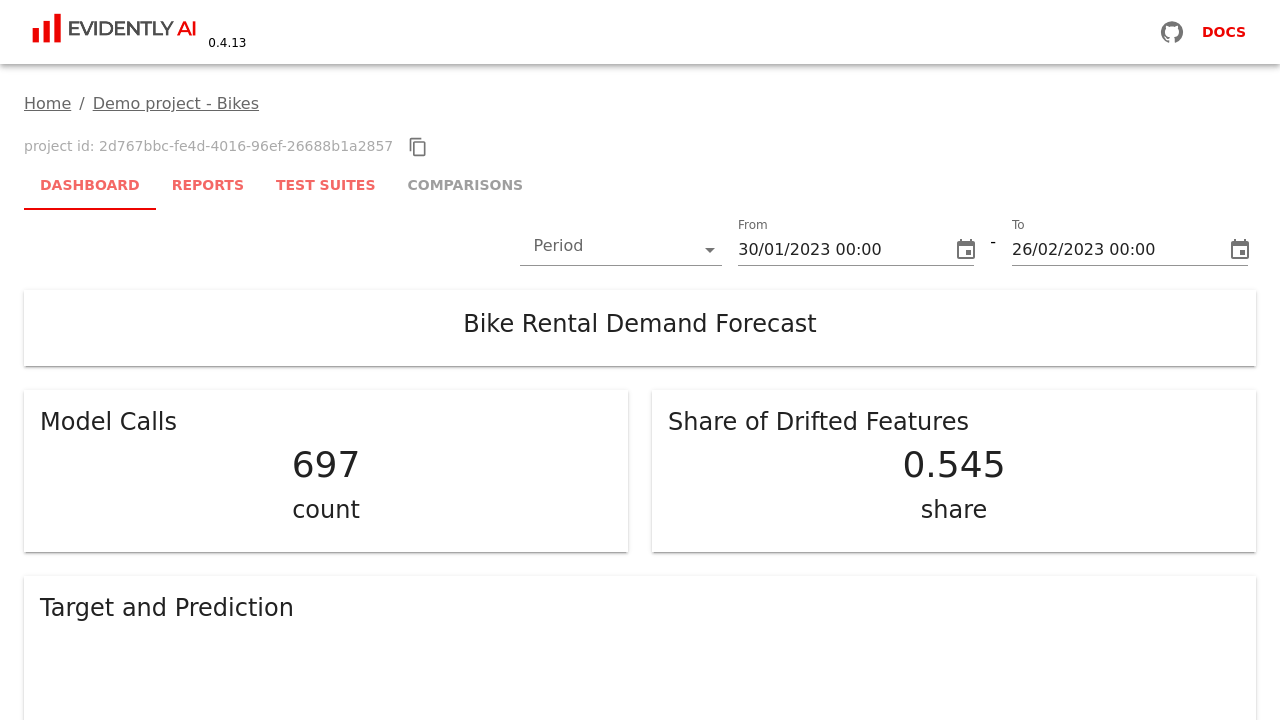 EVIDENTLY AI
0.4.13
DOCS
Home / Demo project - Bikes
project id: 2d767bbc-fe4d-4016-96ef-26688b1a2857
DASHBOARD REPORTS TEST SUITES COMPARISONS
Period
From
30/01/2023 00:00
-
To
26/02/2023 00:00
Bike Rental Demand Forecast
Model Calls
697
count
Share of Drifted Features
0.545
share
Target and Prediction